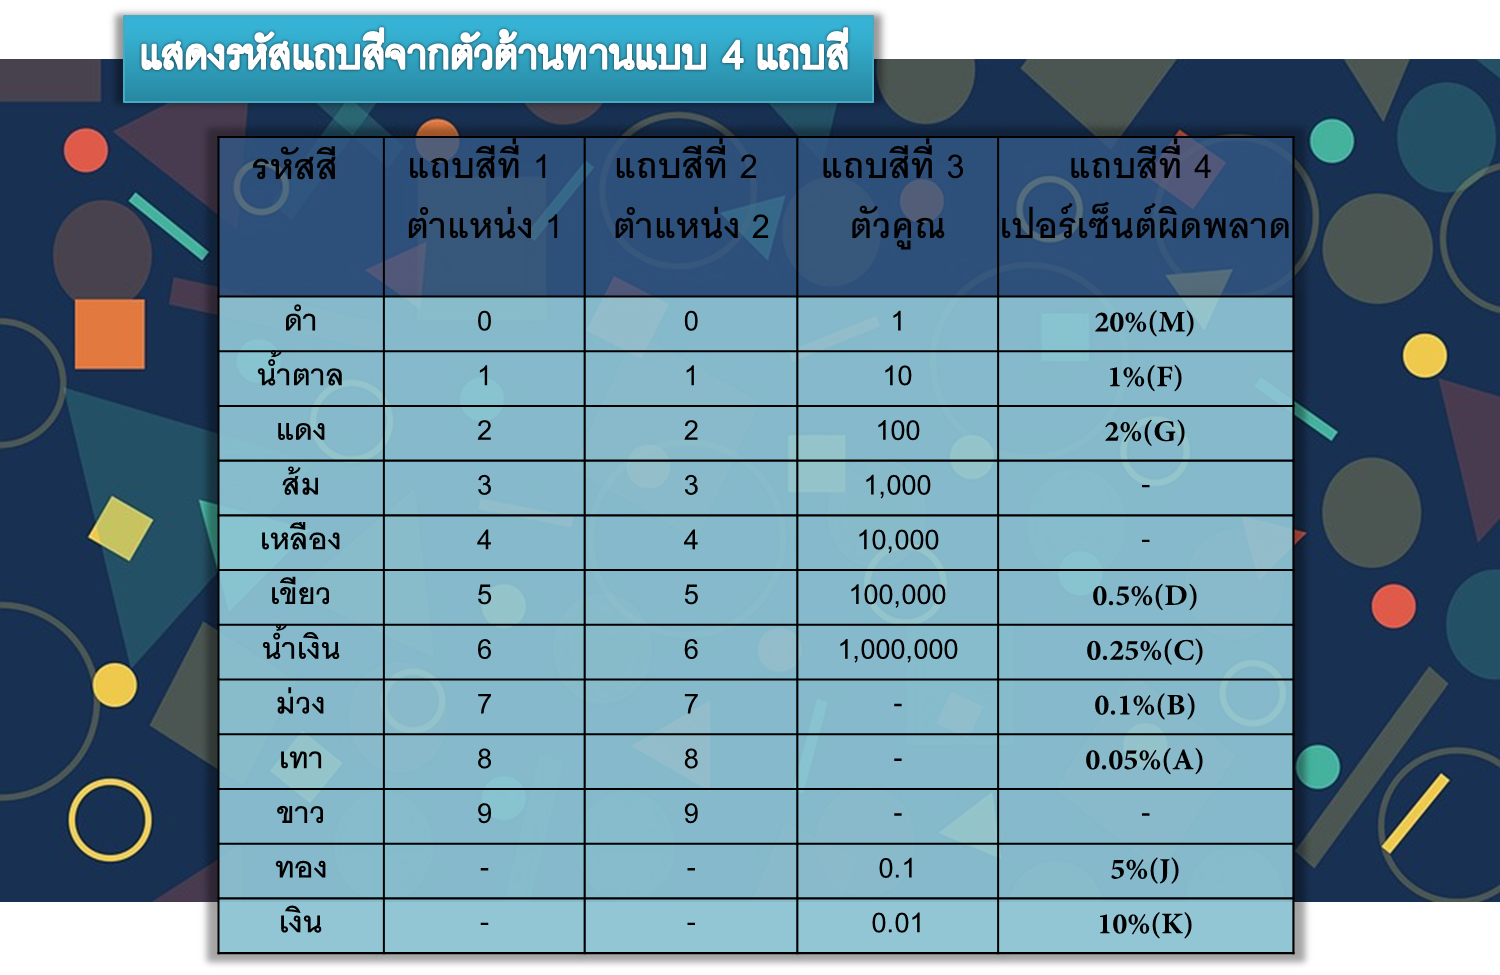 แสดงรหัสแถบสีจากตัวต้านทานแบบ 4 แถบสี
รหัสสี แถบสีที่ 1 แถบสีที่ 2 แถบสีที่ 3 แถบสีที่ 4
ตำแหน่ง 1 ตำแหน่ง 2 ตัวคูณ เปอร์เซ็นต์ผิดพลาด
ดำ 0 0 1 20%(M)
น้ำตาล 1 1 10 1%(F)
แดง 2 2 100 2%(G)
ส้ม 3 3 1,000 -
เหลือง 4 4 10,000 -
เขียว 5 5 100,000 0.5%(D)
น้ำเงิน 6 6 1,000,000 0.25%(C)
ม่วง 7 7 - 0.1%(B)
เทา 8 8 - 0.05%(A)
ขาว 9 9 - -
ทอง - - 0.1 5%(J)
เงิน - - 0.01 10%(K)